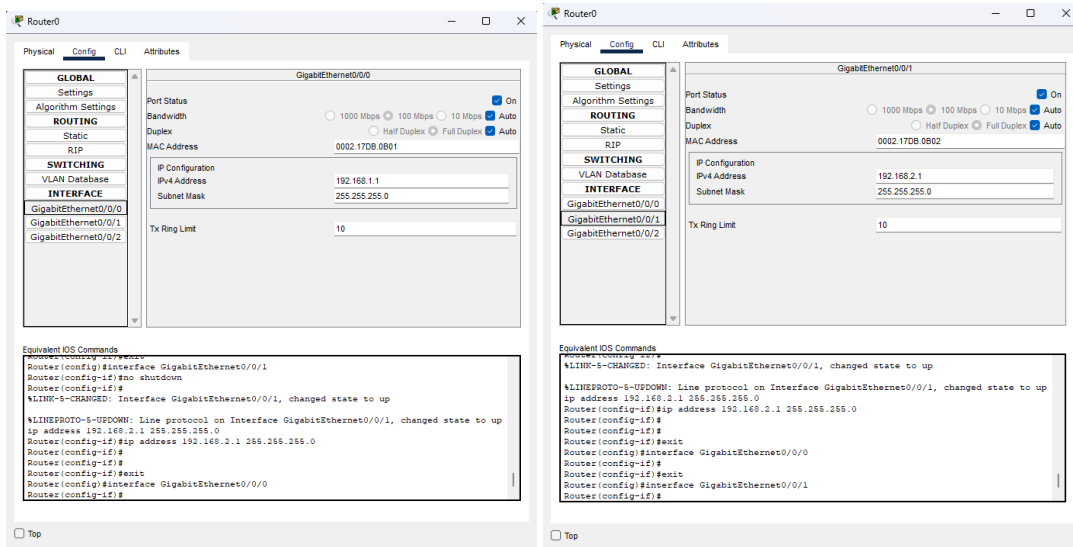 Router0
Physical Config CLI Attributes
GLOBAL
Settings
Algorithm Settings
ROUTING
Static
RIP
SWITCHING
VLAN Database
INTERFACE
GigabitEthernet0/0/0
GigabitEthernet0/0/1
GigabitEthernet0/0/2
GigabitEthernet0/0/0
Port Status On
Bandwidth 1000 Mbps 100 Mbps 10 Mbps Auto
Duplex Half Duplex Full Duplex Auto
MAC Address 0002.17DB.0B01
IP Configuration
IPv4 Address 192.168.1.1
Subnet Mask 255.255.255.0
Tx Ring Limit 10
Equivalent IOS Commands
Router(config-if)#exit
Router(config)#interface GigabitEthernet0/0/1
Router(config-if)#no shutdown
Router(config-if)#
%LINK-5-CHANGED: Interface GigabitEthernet0/0/1, changed state to up
%LINEPROTO-5-UPDOWN: Line protocol on Interface GigabitEthernet0/0/1, changed state to up
ip address 192.168.2.1 255.255.255.0
Router(config-if)#ip address 192.168.2.1 255.255.255.0
Router(config-if)#
Router(config-if)#
Router(config-if)#exit
Router(config)#interface GigabitEthernet0/0/0
Router(config-if)#
Top
Router0
Physical Config CLI Attributes
GLOBAL
Settings
Algorithm Settings
ROUTING
Static
RIP
SWITCHING
VLAN Database
INTERFACE
GigabitEthernet0/0/0
GigabitEthernet0/0/1
GigabitEthernet0/0/2
GigabitEthernet0/0/1
Port Status On
Bandwidth 1000 Mbps 100 Mbps 10 Mbps Auto
Duplex Half Duplex Full Duplex Auto
MAC Address 0002.17DB.0B02
IP Configuration
IPv4 Address 192.168.2.1
Subnet Mask 255.255.255.0
Tx Ring Limit 10
Equivalent IOS Commands
Router(config-if)#
%LINK-5-CHANGED: Interface GigabitEthernet0/0/1, changed state to up
%LINEPROTO-5-UPDOWN: Line protocol on Interface GigabitEthernet0/0/1, changed state to up
ip address 192.168.2.1 255.255.255.0
Router(config-if)#ip address 192.168.2.1 255.255.255.0
Router(config-if)#
Router(config-if)#
Router(config-if)#exit
Router(config)#interface GigabitEthernet0/0/0
Router(config-if)#
Router(config-if)#exit
Router(config)#interface GigabitEthernet0/0/1
Router(config-if)#
Top